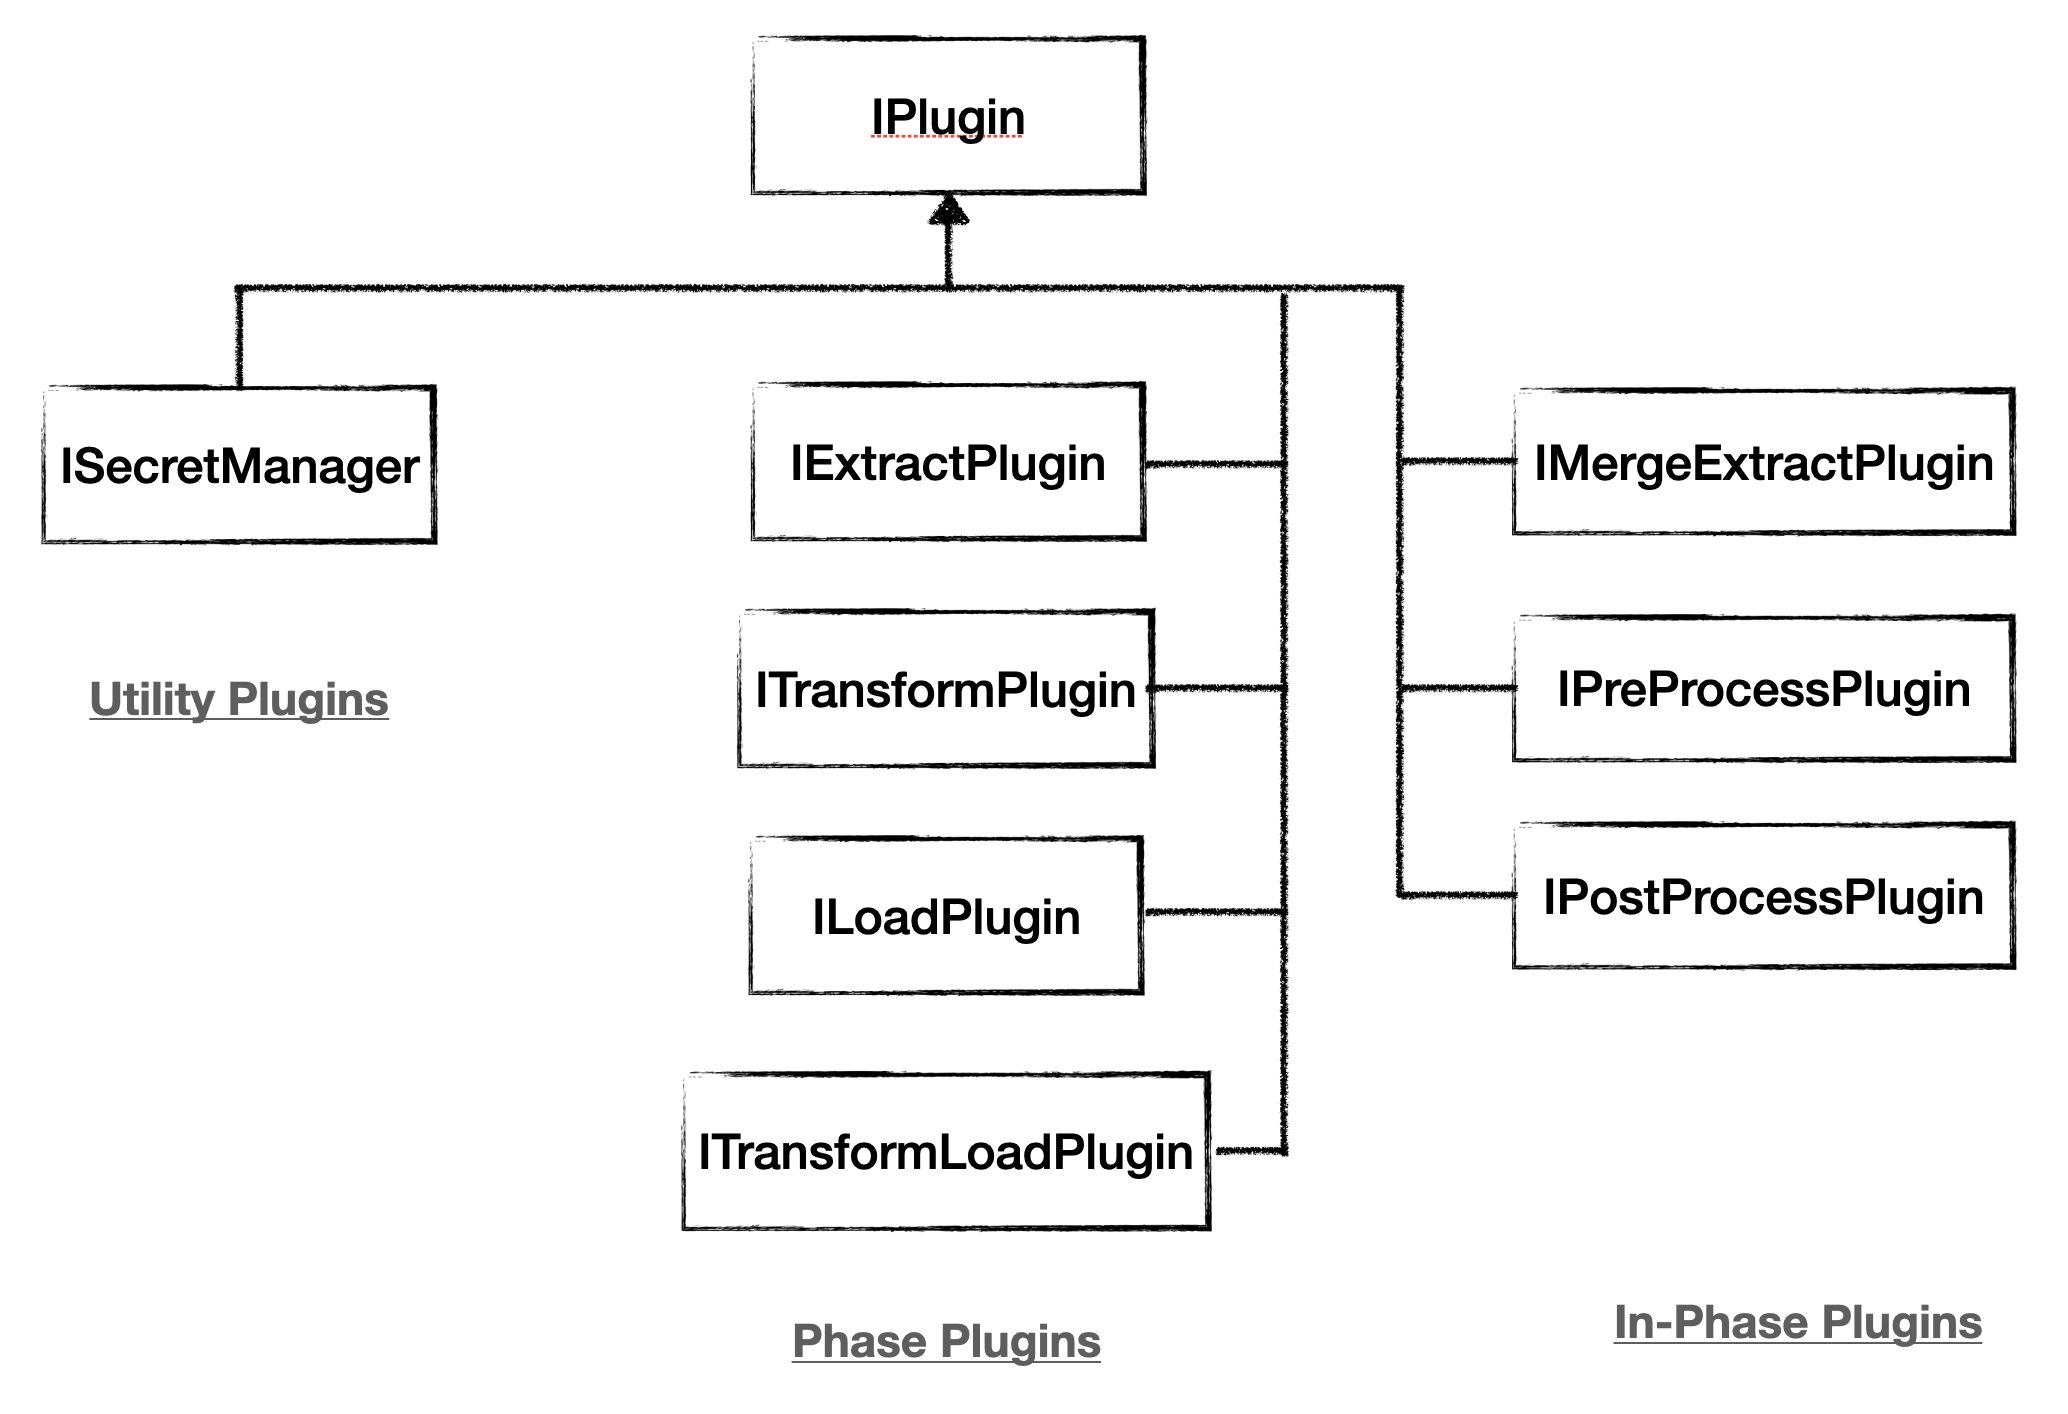 IPlugin
ISecretManager
Utility Plugins
IExtractPlugin
ITransformPlugin
ILoadPlugin
ITransformLoadPlugin
Phase Plugins
IMergeExtractPlugin
IPreProcessPlugin
IPostProcessPlugin
In-Phase Plugins